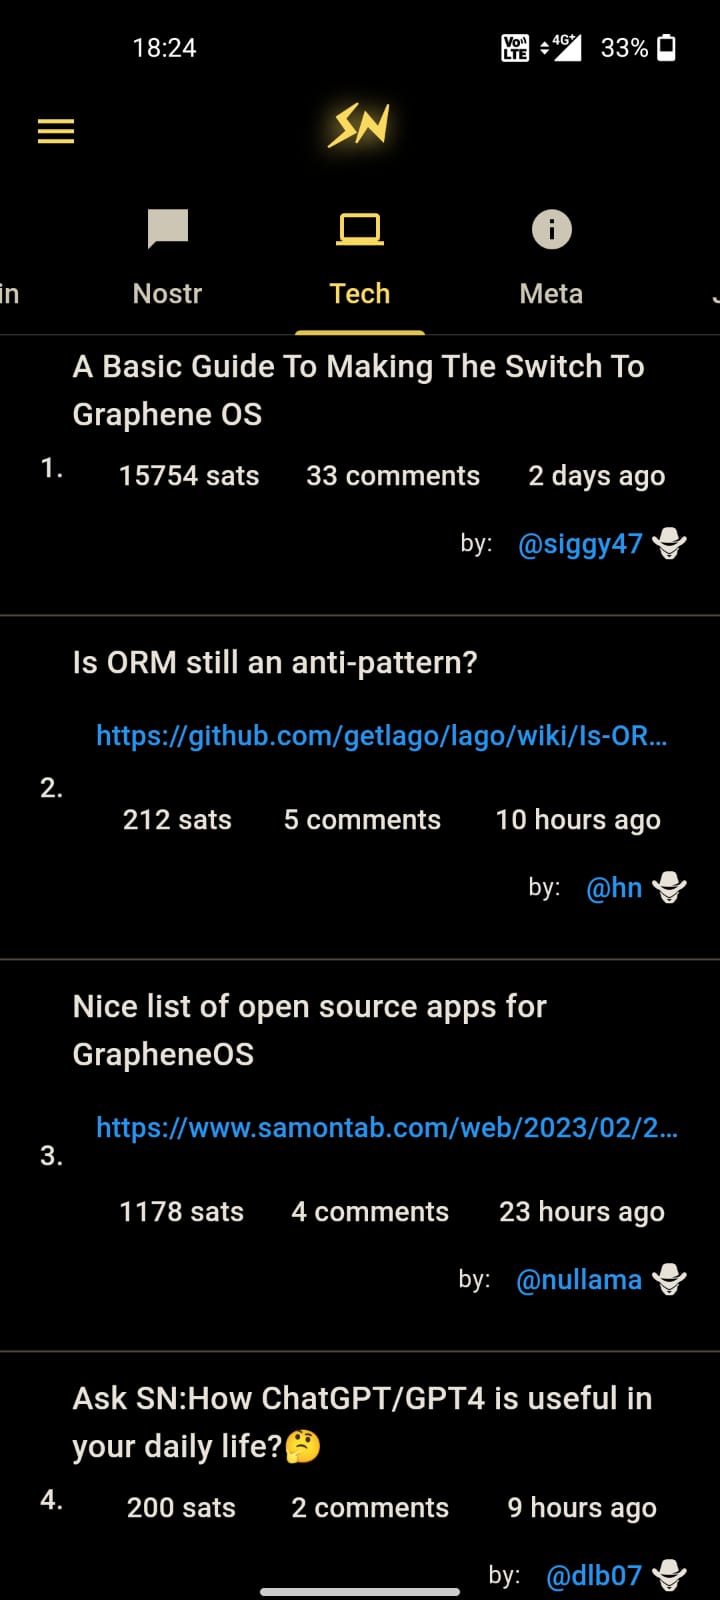 18:24
VoLTE 4G+ 33%
SN
in Nostr Tech Meta
A Basic Guide To Making The Switch To
Graphene OS
1. 15754 sats 33 comments 2 days ago
by: @siggy47
Is ORM still an anti-pattern?
https://github.com/getlago/lago/wiki/Is-OR...
2.
212 sats 5 comments 10 hours ago
by: @hn
Nice list of open source apps for
GrapheneOS
https://www.samontab.com/web/2023/02/2...
3.
1178 sats 4 comments 23 hours ago
by: @nullama
Ask SN:How ChatGPT/GPT4 is useful in
your daily life?🤔
4. 200 sats 2 comments 9 hours ago
by: @dlb07